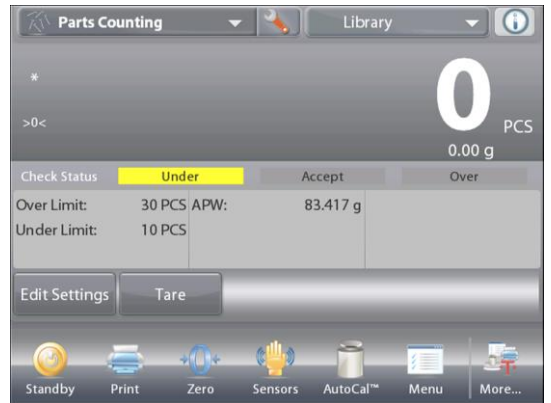 Parts Counting Library
*
0
>0<
PCS
0.00 g
Check Status Under Accept Over
Over Limit: 30 PCS APW: 83.417 g
Under Limit: 10 PCS
Edit Settings Tare
Standby Print Zero Sensors AutoCal™ Menu More...